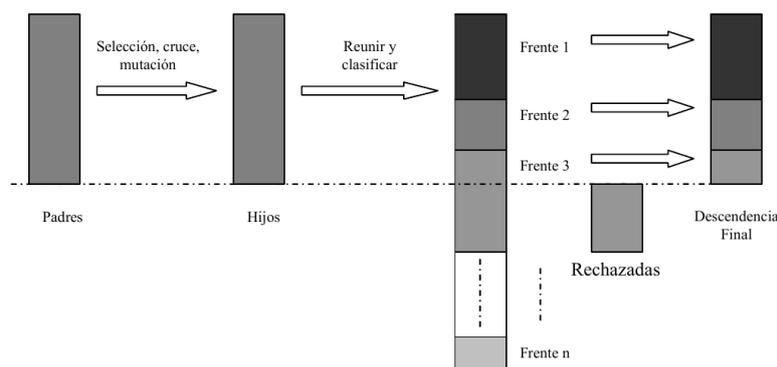 Selección, cruce,
mutación
Reunir y
clasificar
Frente 1
Frente 2
Frente 3
Padres
Hijos
Descendencia
Final
Rechazadas
Frente n